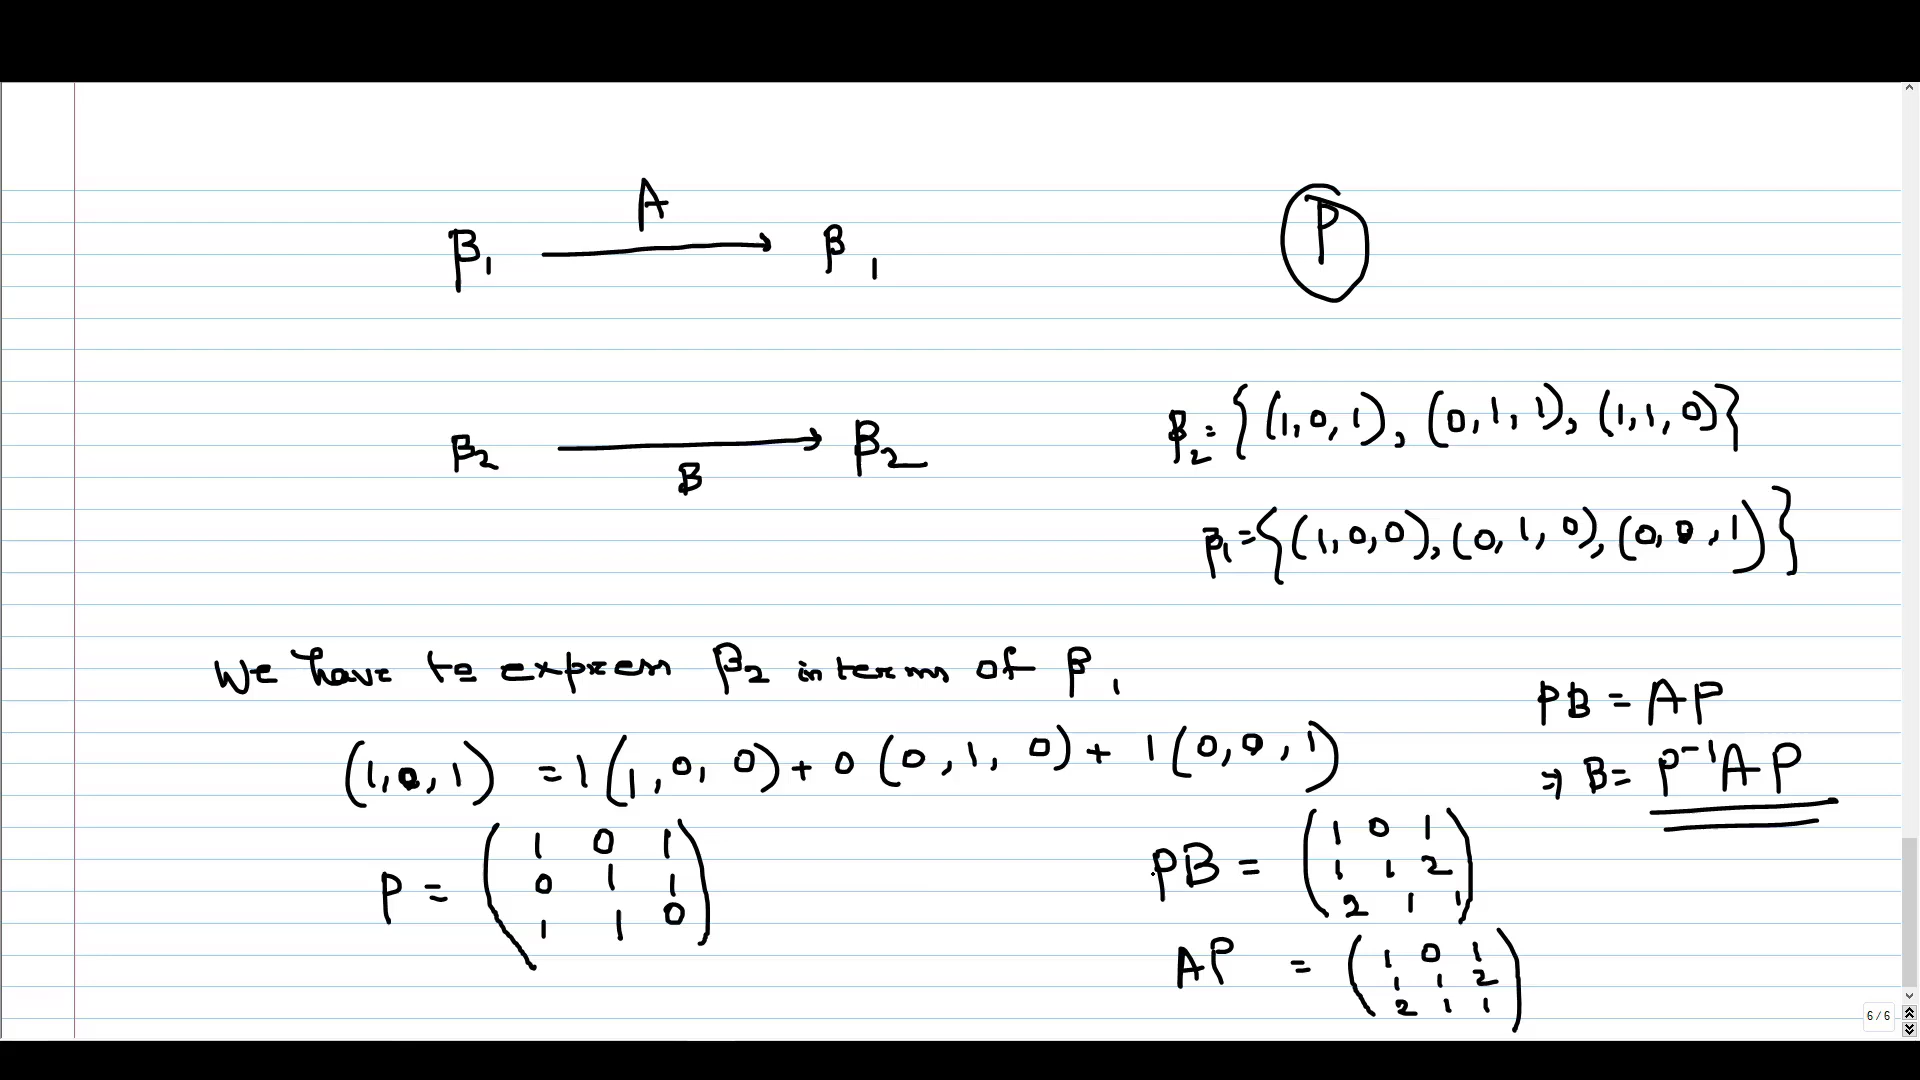 A
β₁ ⟶ β₁
P
β₂ ⟶ β₂
B
β₂ = {(1, 0, 1), (0, 1, 1), (1, 1, 0)}
β₁ = {(1, 0, 0), (0, 1, 0), (0, 0, 1)}
We have to express β₂ in terms of β₁
(1, 0, 1) = 1(1, 0, 0) + 0(0, 1, 0) + 1(0, 0, 1)
PB = AP
⇒ B = P⁻¹AP
P = (1 0 1
0 1 1
1 1 0)
PB = (1 0 1
1 1 2
2 1 1)
AP = (1 0 1
1 1 2
2 1 1)
6 / 6